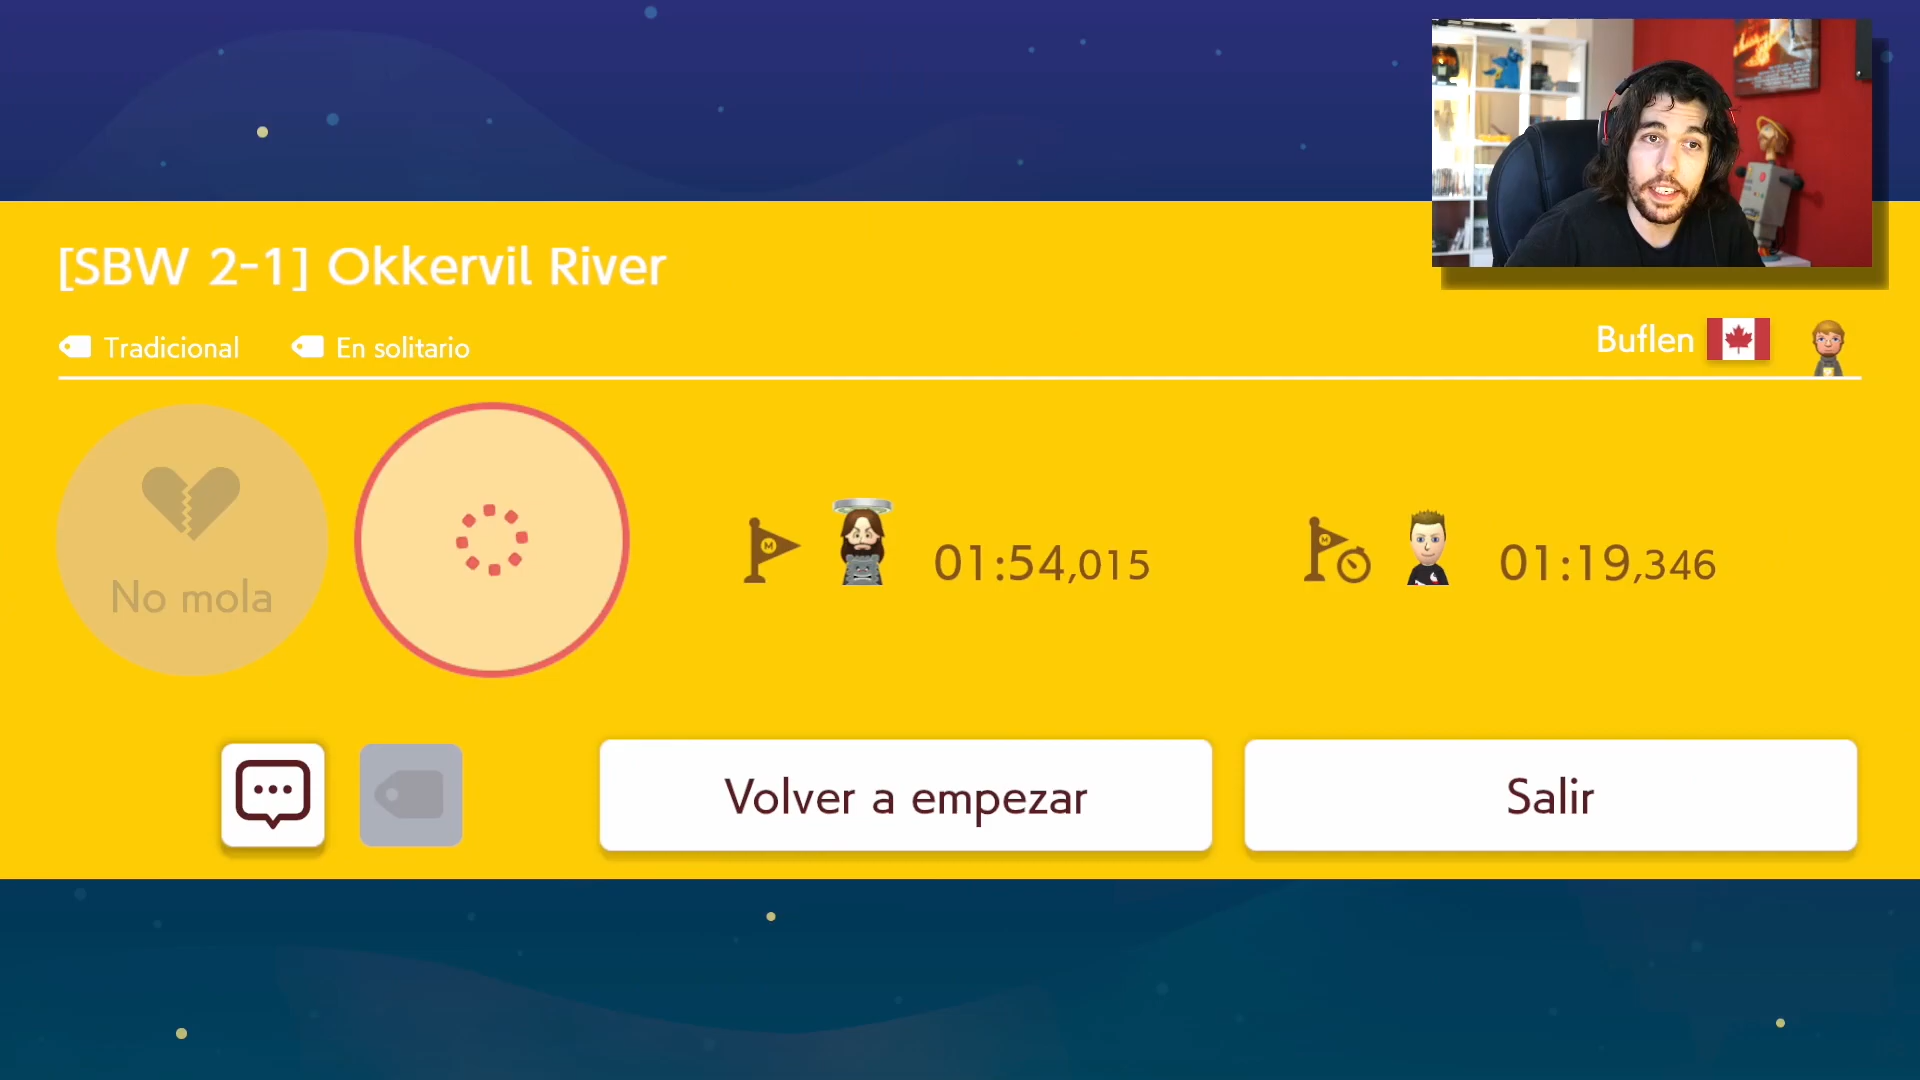 [SBW 2-1] Okkervil River
Tradicional En solitario
Buflen
No mola
01:54,015
01:19,346
Volver a empezar
Salir